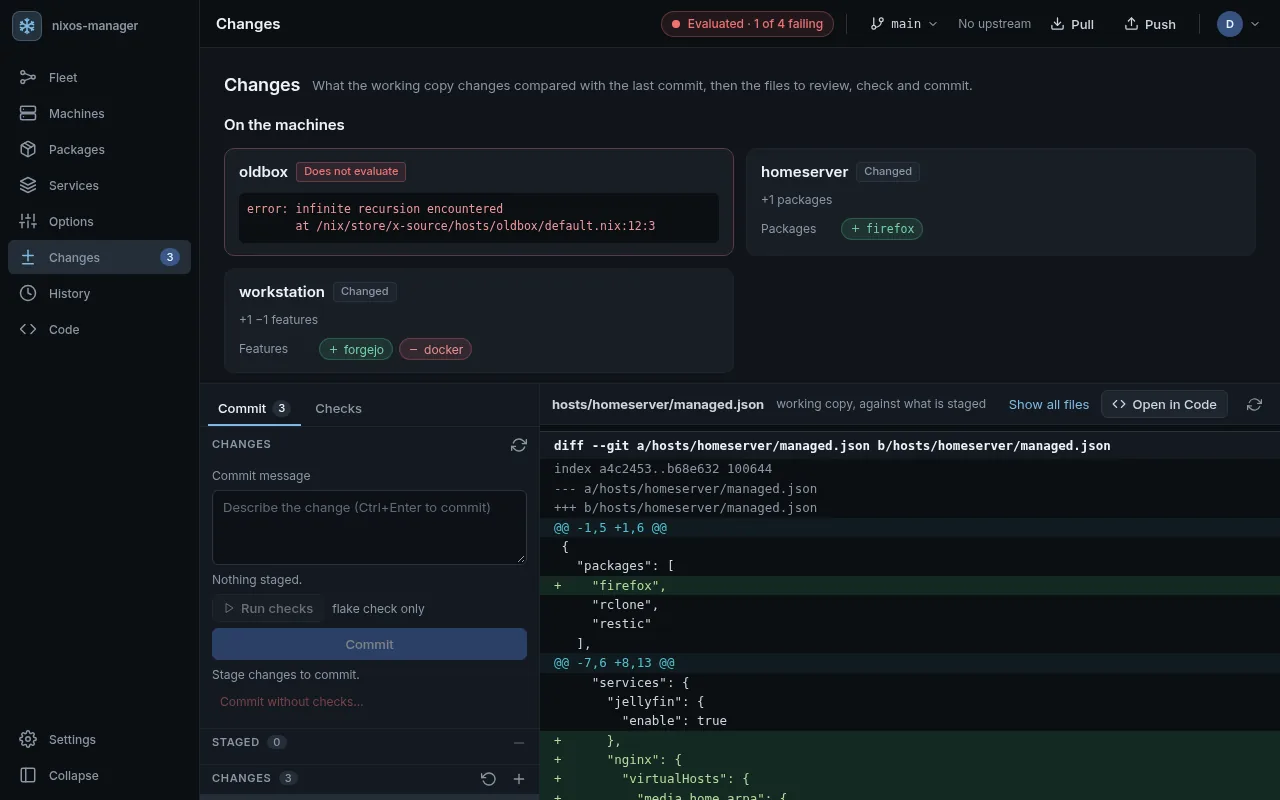 nixos-manager
Changes
Evaluated · 1 of 4 failing
main
No upstream
Pull
Push
D
Fleet
Machines
Packages
Services
Options
Changes
3
History
Code
Settings
Collapse
Changes
What the working copy changes compared with the last commit, then the files to review, check and commit.
On the machines
oldbox
Does not evaluate
error: infinite recursion encountered
at /nix/store/x-source/hosts/oldbox/default.nix:12:3
homeserver
Changed
+1 packages
Packages
+ firefox
workstation
Changed
+1 −1 features
Features
+ forgejo
− docker
Commit
3
Checks
CHANGES
Commit message
Describe the change (Ctrl+Enter to commit)
Nothing staged.
Run checks
flake check only
Commit
Stage changes to commit.
Commit without checks...
STAGED
0
CHANGES
3
hosts/homeserver/managed.json
working copy, against what is staged
Show all files
Open in Code
diff --git a/hosts/homeserver/managed.json b/hosts/homeserver/managed.json
index a4c2453..b68e632 100644
--- a/hosts/homeserver/managed.json
+++ b/hosts/homeserver/managed.json
@@ -1,5 +1,6 @@
{
"packages": [
+ "firefox",
"rclone",
"restic"
],
@@ -7,6 +8,13 @@
"services": {
"jellyfin": {
"enable": true
+ },
+ "nginx": {
+ "virtualHosts": {
+ "media.home.arpa": {